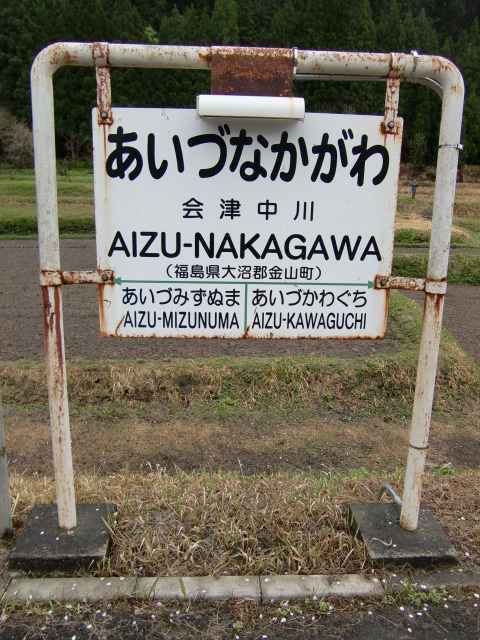 あいづなかがわ
会津中川
AIZU-NAKAGAWA
(福島県大沼郡金山町)
あいづみずぬま あいづかわぐち
AIZU-MIZUNUMA AIZU-KAWAGUCHI